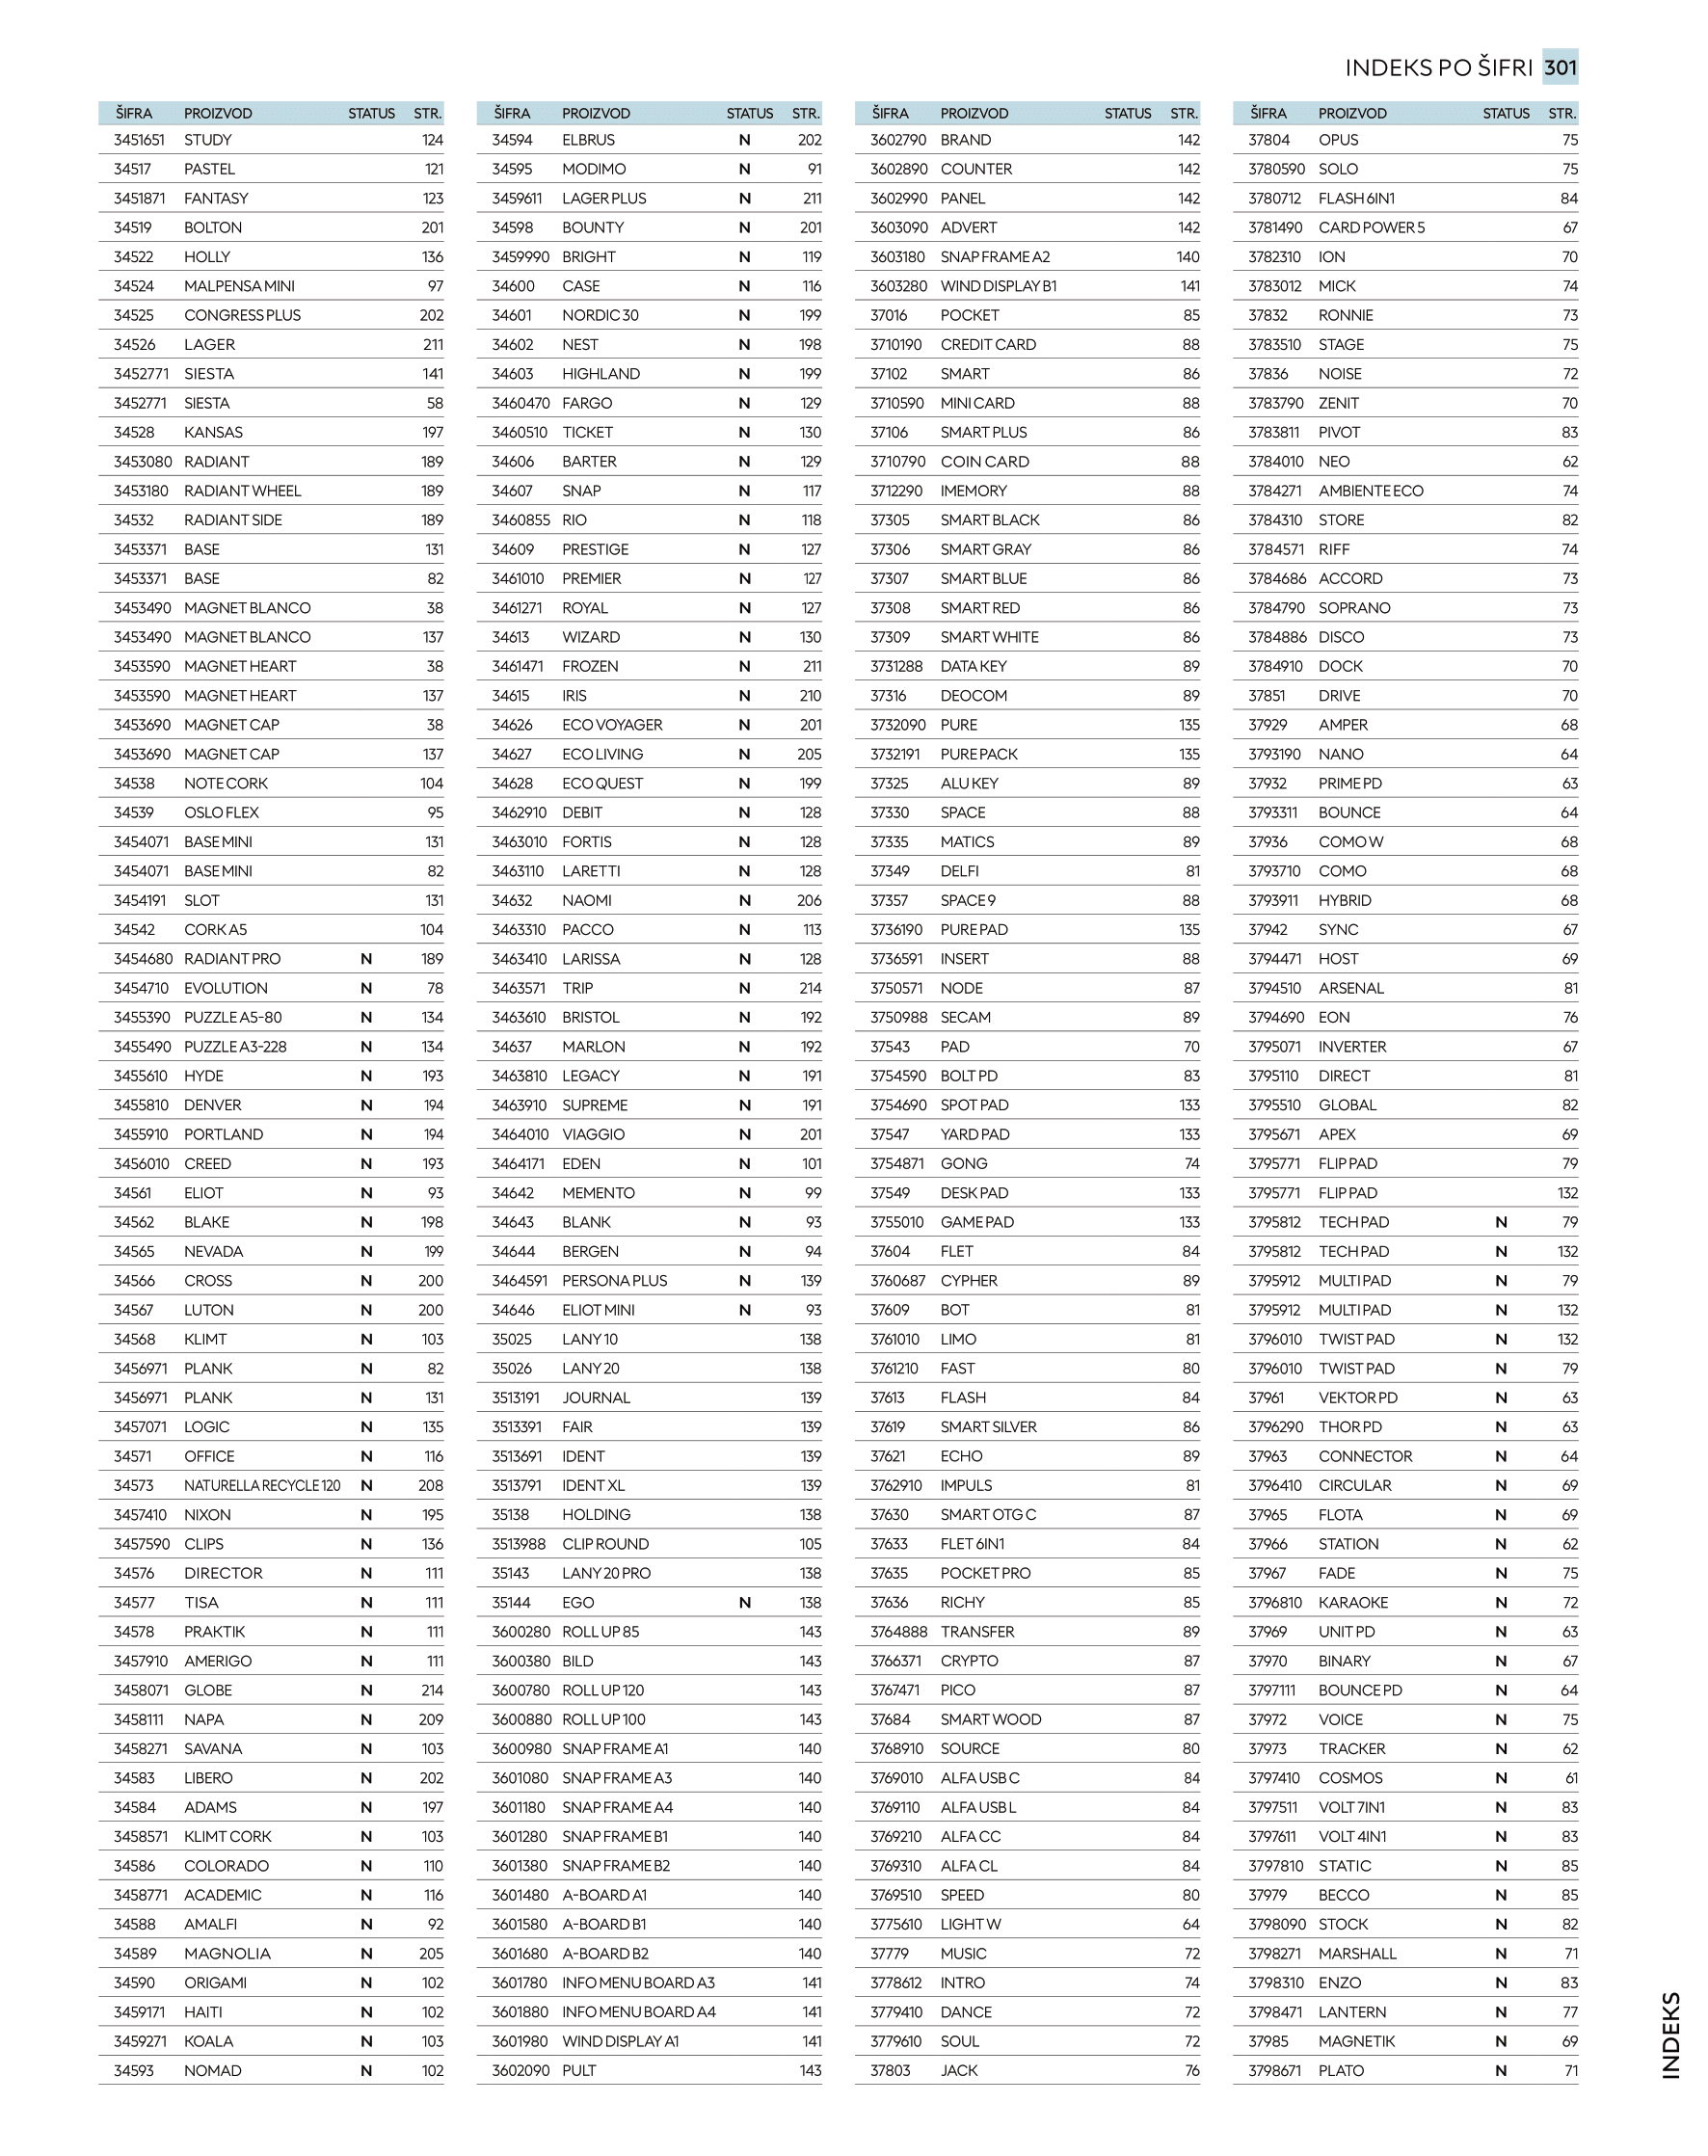 INDEKS PO ŠIFRI 301
ŠIFRA PROIZVOD STATUS STR.
3451651 STUDY 124
34517 PASTEL 121
3451871 FANTASY 123
34519 BOLTON 201
34522 HOLLY 136
34524 MALPENSA MINI 97
34525 CONGRESS PLUS 202
34526 LAGER 211
3452771 SIESTA 141
3452771 SIESTA 58
34528 KANSAS 197
3453080 RADIANT 189
3453180 RADIANT WHEEL 189
34532 RADIANT SIDE 189
3453371 BASE 131
3453371 BASE 82
3453490 MAGNET BLANCO 38
3453490 MAGNET BLANCO 137
3453590 MAGNET HEART 38
3453590 MAGNET HEART 137
3453690 MAGNET CAP 38
3453690 MAGNET CAP 137
34538 NOTE CORK 104
34539 OSLO FLEX 95
3454071 BASE MINI 131
3454071 BASE MINI 82
3454191 SLOT 131
34542 CORK A5 104
3454680 RADIANT PRO N 189
3454710 EVOLUTION N 78
3455390 PUZZLE A5-80 N 134
3455490 PUZZLE A3-228 N 134
3455610 HYDE N 193
3455810 DENVER N 194
3455910 PORTLAND N 194
3456010 CREED N 193
34561 ELIOT N 93
34562 BLAKE N 198
34565 NEVADA N 199
34566 CROSS N 200
34567 LUTON N 200
34568 KLIMT N 103
3456971 PLANK N 82
3456971 PLANK N 131
3457071 LOGIC N 135
34571 OFFICE N 116
34573 NATURELLA RECYCLE 120 N 208
3457410 NIXON N 195
3457590 CLIPS N 136
34576 DIRECTOR N 111
34577 TISA N 111
34578 PRAKTIK N 111
3457910 AMERIGO N 111
3458071 GLOBE N 214
3458111 NAPA N 209
3458271 SAVANA N 103
34583 LIBERO N 202
34584 ADAMS N 197
3458571 KLIMT CORK N 103
34586 COLORADO N 110
3458771 ACADEMIC N 116
34588 AMALFI N 92
34589 MAGNOLIA N 205
34590 ORIGAMI N 102
3459171 HAITI N 102
3459271 KOALA N 103
34593 NOMAD N 102
ŠIFRA PROIZVOD STATUS STR.
34594 ELBRUS N 202
34595 MODIMO N 91
3459611 LAGER PLUS N 211
34598 BOUNTY N 201
3459990 BRIGHT N 119
34600 CASE N 116
34601 NORDIC 30 N 199
34602 NEST N 198
34603 HIGHLAND N 199
3460470 FARGO N 129
3460510 TICKET N 130
34606 BARTER N 129
34607 SNAP N 117
3460855 RIO N 118
34609 PRESTIGE N 127
3461010 PREMIER N 127
3461271 ROYAL N 127
34613 WIZARD N 130
3461471 FROZEN N 211
34615 IRIS N 210
34626 ECO VOYAGER N 201
34627 ECO LIVING N 205
34628 ECO QUEST N 199
3462910 DEBIT N 128
3463010 FORTIS N 128
3463110 LARETTI N 128
34632 NAOMI N 206
3463310 PACCO N 113
3463410 LARISSA N 128
3463571 TRIP N 214
3463610 BRISTOL N 192
34637 MARLON N 192
3463810 LEGACY N 191
3463910 SUPREME N 191
3464010 VIAGGIO N 201
3464171 EDEN N 101
34642 MEMENTO N 99
34643 BLANK N 93
34644 BERGEN N 94
3464591 PERSONA PLUS N 139
34646 ELIOT MINI N 93
35025 LANY 10 138
35026 LANY 20 138
3513191 JOURNAL 139
3513391 FAIR 139
3513691 IDENT 139
3513791 IDENT XL 139
35138 HOLDING 138
3513988 CLIP ROUND 105
35143 LANY 20 PRO 138
35144 EGO N 138
3600280 ROLL UP 85 143
3600380 BILD 143
3600780 ROLL UP 120 143
3600880 ROLL UP 100 143
3600980 SNAP FRAME A1 140
3601080 SNAP FRAME A3 140
3601180 SNAP FRAME A4 140
3601280 SNAP FRAME B1 140
3601380 SNAP FRAME B2 140
3601480 A-BOARD A1 140
3601580 A-BOARD B1 140
3601680 A-BOARD B2 140
3601780 INFO MENU BOARD A3 141
3601880 INFO MENU BOARD A4 141
3601980 WIND DISPLAY A1 141
3602090 PULT 143
ŠIFRA PROIZVOD STATUS STR.
3602790 BRAND 142
3602890 COUNTER 142
3602990 PANEL 142
3603090 ADVERT 142
3603180 SNAP FRAME A2 140
3603280 WIND DISPLAY B1 141
37016 POCKET 85
3710190 CREDIT CARD 88
37102 SMART 86
3710590 MINI CARD 88
37106 SMART PLUS 86
3710790 COIN CARD 88
3712290 IMEMORY 88
37305 SMART BLACK 86
37306 SMART GRAY 86
37307 SMART BLUE 86
37308 SMART RED 86
37309 SMART WHITE 86
3731288 DATA KEY 89
37316 DEOCOM 89
3732090 PURE 135
3732191 PURE PACK 135
37325 ALU KEY 89
37330 SPACE 88
37335 MATICS 89
37349 DELFI 81
37357 SPACE 9 88
3736190 PURE PAD 135
3736591 INSERT 88
3750571 NODE 87
3750988 SECAM 89
37543 PAD 70
3754590 BOLT PD 83
3754690 SPOT PAD 133
37547 YARD PAD 133
3754871 GONG 74
37549 DESK PAD 133
3755010 GAME PAD 133
37604 FLET 84
3760687 CYPHER 89
37609 BOT 81
3761010 LIMO 81
3761210 FAST 80
37613 FLASH 84
37619 SMART SILVER 86
37621 ECHO 89
3762910 IMPULS 81
37630 SMART OTG C 87
37633 FLET 6IN1 84
37635 POCKET PRO 85
37636 RICHY 85
3764888 TRANSFER 89
3766371 CRYPTO 87
3767471 PICO 87
37684 SMART WOOD 87
3768910 SOURCE 80
3769010 ALFA USB C 84
3769110 ALFA USB L 84
3769210 ALFA CC 84
3769310 ALFA CL 84
3769510 SPEED 80
3775610 LIGHT W 64
37779 MUSIC 72
3778612 INTRO 74
3779410 DANCE 72
3779610 SOUL 72
37803 JACK 76
ŠIFRA PROIZVOD STATUS STR.
37804 OPUS 75
3780590 SOLO 75
3780712 FLASH 6IN1 84
3781490 CARD POWER 5 67
3782310 ION 70
3783012 MICK 74
37832 RONNIE 73
3783510 STAGE 75
37836 NOISE 72
3783790 ZENIT 70
3783811 PIVOT 83
3784010 NEO 62
3784271 AMBIENTE ECO 74
3784310 STORE 82
3784571 RIFF 74
3784686 ACCORD 73
3784790 SOPRANO 73
3784886 DISCO 73
3784910 DOCK 70
37851 DRIVE 70
37929 AMPER 68
3793190 NANO 64
37932 PRIME PD 63
3793311 BOUNCE 64
37936 COMO W 68
3793710 COMO 68
3793911 HYBRID 68
37942 SYNC 67
3794471 HOST 69
3794510 ARSENAL 81
3794690 EON 76
3795071 INVERTER 67
3795110 DIRECT 81
3795510 GLOBAL 82
3795671 APEX 69
3795771 FLIP PAD 79
3795771 FLIP PAD 132
3795812 TECH PAD N 79
3795812 TECH PAD N 132
3795912 MULTI PAD N 79
3795912 MULTI PAD N 132
3796010 TWIST PAD N 132
3796010 TWIST PAD N 79
37961 VEKTOR PD N 63
3796290 THOR PD N 63
37963 CONNECTOR N 64
3796410 CIRCULAR N 69
37965 FLOTA N 69
37966 STATION N 62
37967 FADE N 75
3796810 KARAOKE N 72
37969 UNIT PD N 63
37970 BINARY N 67
3797111 BOUNCE PD N 64
37972 VOICE N 75
37973 TRACKER N 62
3797410 COSMOS N 61
3797511 VOLT 7IN1 N 83
3797611 VOLT 4IN1 N 83
3797810 STATIC N 85
37979 BECCO N 85
3798090 STOCK N 82
3798271 MARSHALL N 71
3798310 ENZO N 83
3798471 LANTERN N 77
37985 MAGNETIK N 69
3798671 PLATO N 71
INDEKS